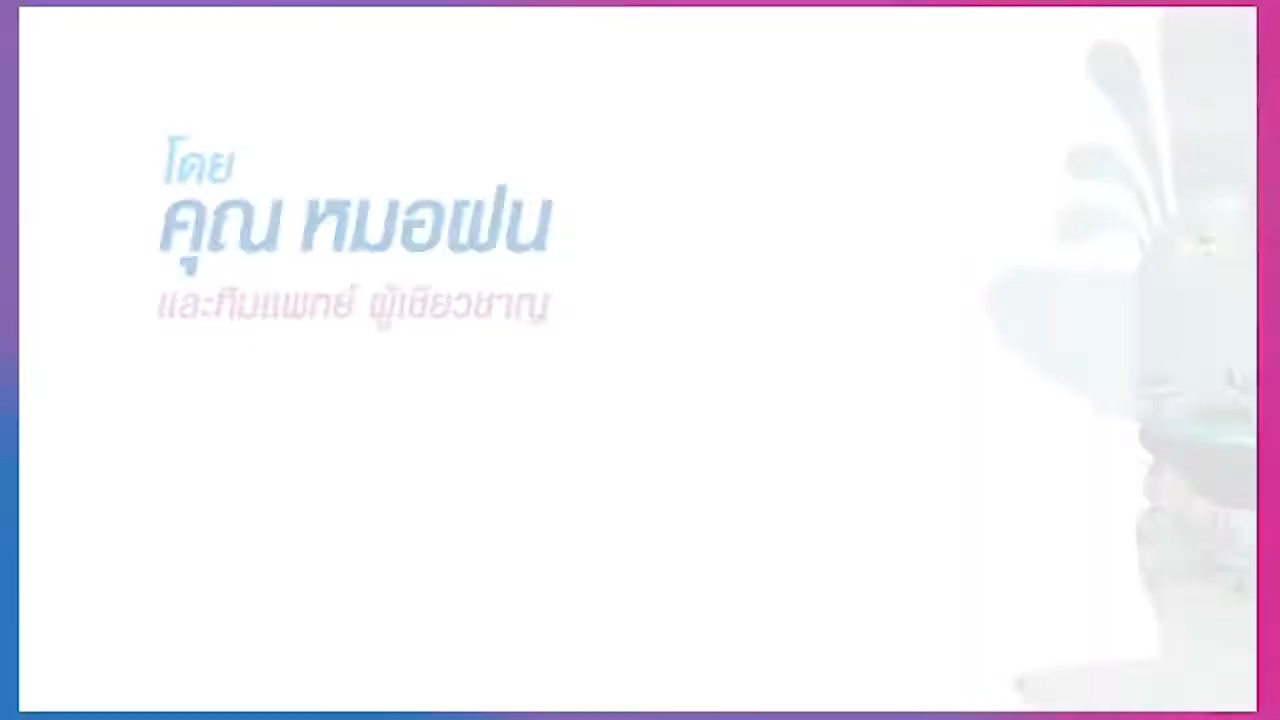 โดย
คุณ หมอฝน
และทีมแพทย์ ผู้เชี่ยวชาญ